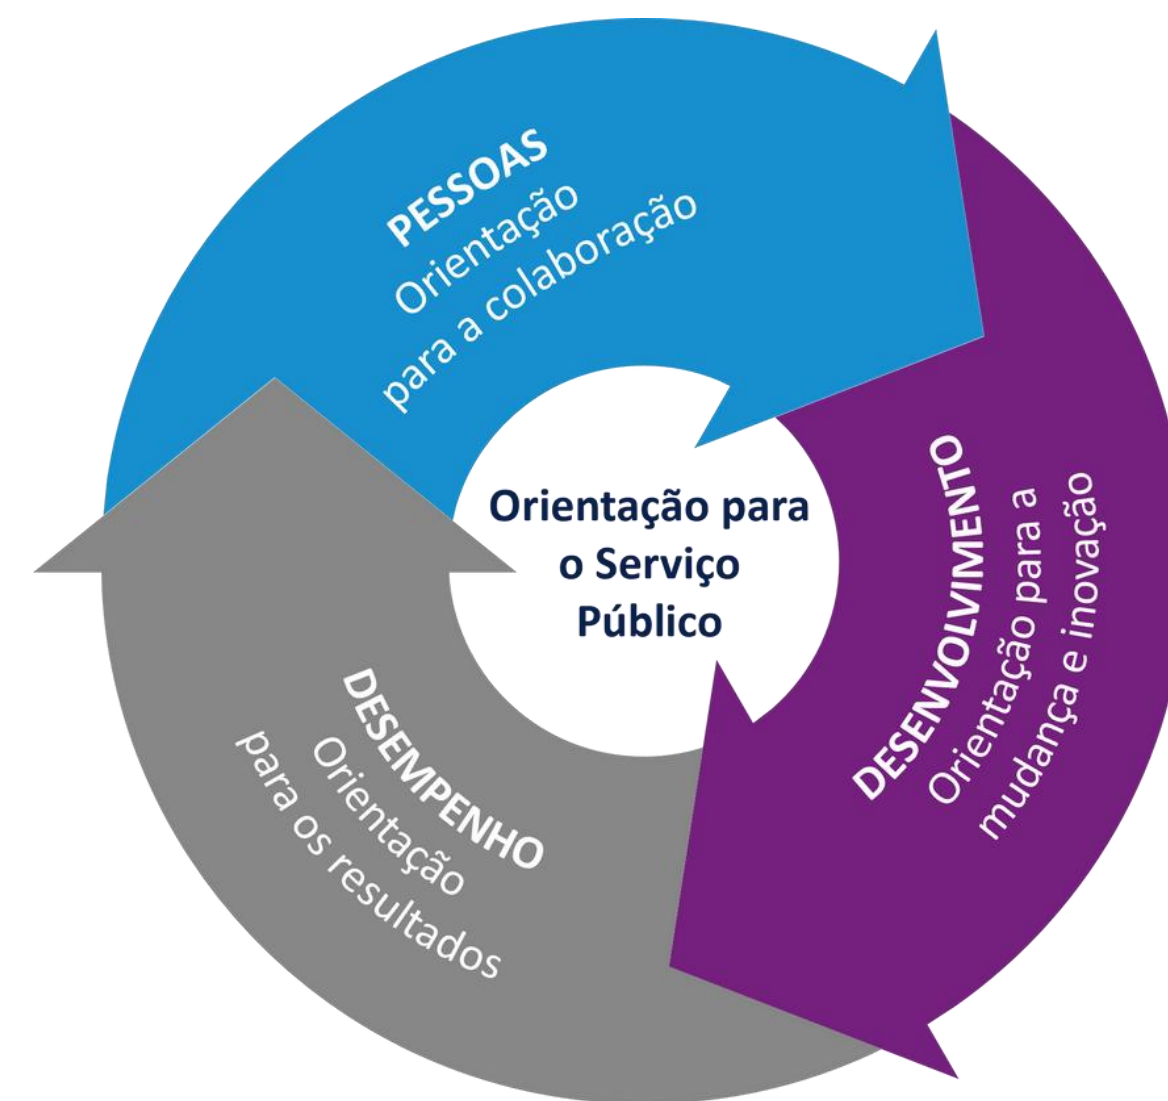 PESSOAS
Orientação
para a colaboração
DESENVOLVIMENTO
Orientação para a
mudança e inovação
DESEMPENHO
Orientação
para os resultados
Orientação para
o Serviço
Público